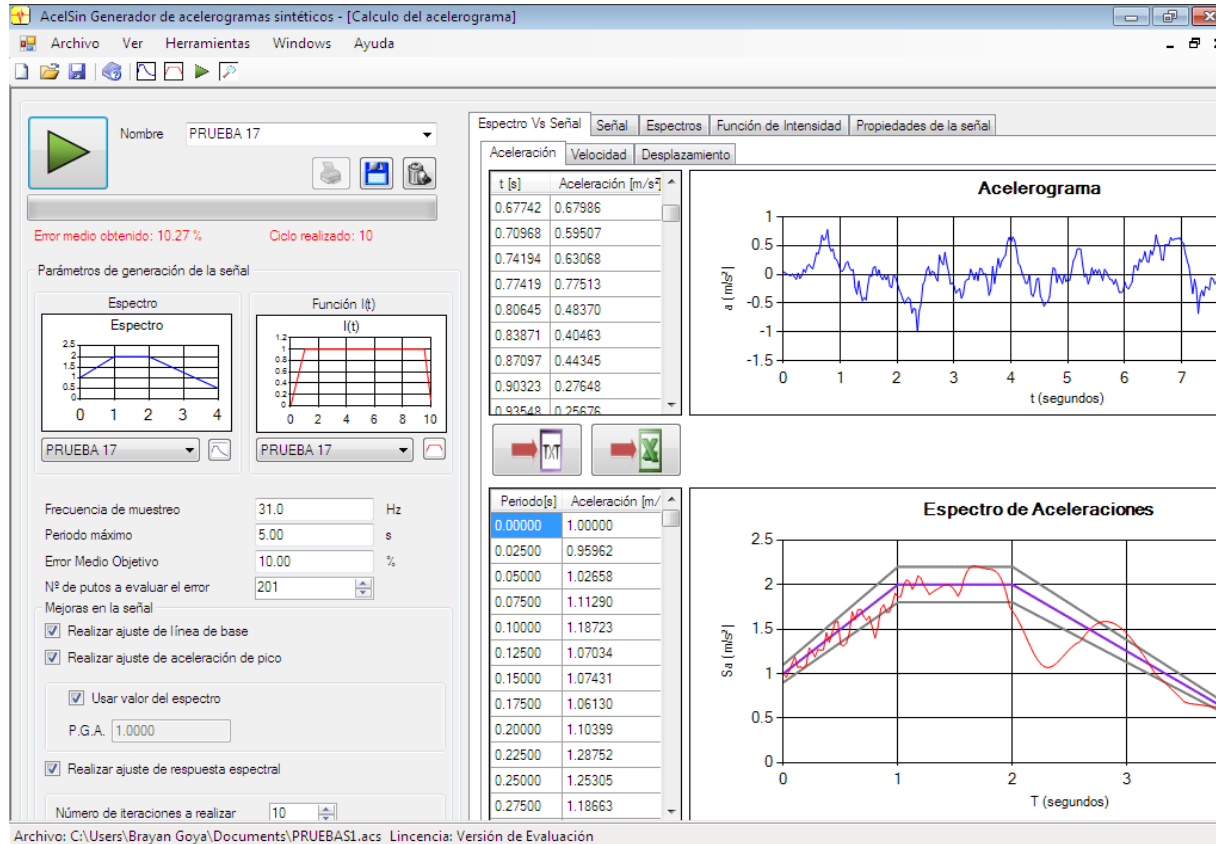 AcelSin Generador de acelerogramas sintéticos - [Calculo del acelerograma]
Archivo Ver Herramientas Windows Ayuda
Nombre PRUEBA 17
Error medio obtenido: 10.27 % Ciclo realizado: 10
Parámetros de generación de la señal
Espectro
Espectro
2.5
2
1.5
1
0.5
0
0 1 2 3 4
PRUEBA 17
Función I(t)
I(t)
1.2
1
0.8
0.6
0.4
0.2
0
0 2 4 6 8 10
PRUEBA 17
Frecuencia de muestreo 31.0 Hz
Periodo máximo 5.00 s
Error Medio Objetivo 10.00 %
Nº de putos a evaluar el error 201
Mejoras en la señal
Realizar ajuste de línea de base
Realizar ajuste de aceleración de pico
Usar valor del espectro
P.G.A. 1.0000
Realizar ajuste de respuesta espectral
Número de iteraciones a realizar 10
Espectro Vs Señal Señal Espectros Función de Intensidad Propiedades de la señal
Aceleración Velocidad Desplazamiento
t [s] Aceleración [m/s²]
0.67742 0.67986
0.70968 0.59507
0.74194 0.63068
0.77419 0.77513
0.80645 0.48370
0.83871 0.40463
0.87097 0.44345
0.90323 0.27648
0.93548 0.25676
Acelerograma
1
0.5
0
-0.5
-1
-1.5
a ( m/s²)
0 1 2 3 4 5 6 7
t (segundos)
TXT
Periodo[s] Aceleración [m/
0.00000 1.00000
0.02500 0.95962
0.05000 1.02658
0.07500 1.11290
0.10000 1.18723
0.12500 1.07034
0.15000 1.07431
0.17500 1.06130
0.20000 1.10399
0.22500 1.28752
0.25000 1.25305
0.27500 1.18663
Espectro de Aceleraciones
2.5
2
1.5
1
0.5
0
Sa ( m/s²)
0 1 2 3
T (segundos)
Archivo: C:\Users\Brayan Goya\Documents\PRUEBAS1.acs Lincencia: Versión de Evaluación